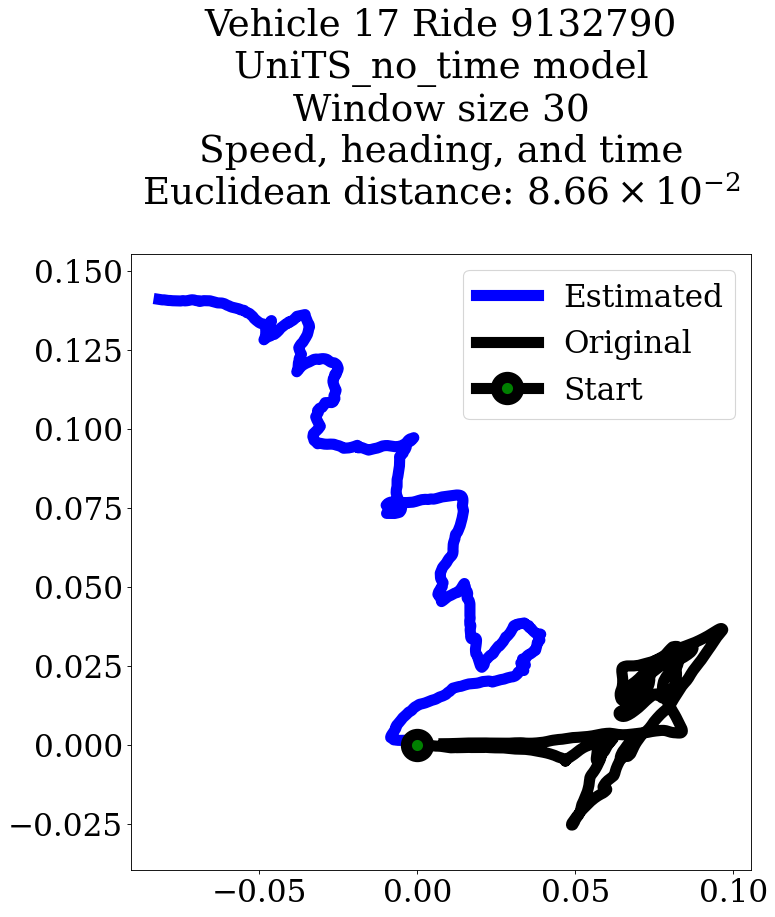 Vehicle 17 Ride 9132790
UniTS_no_time model
Window size 30
Speed, heading, and time
Euclidean distance: 8.66 × 10⁻²
0.150
0.125
0.100
0.075
0.050
0.025
0.000
−0.025
Estimated
Original
Start
−0.05
0.00
0.05
0.10